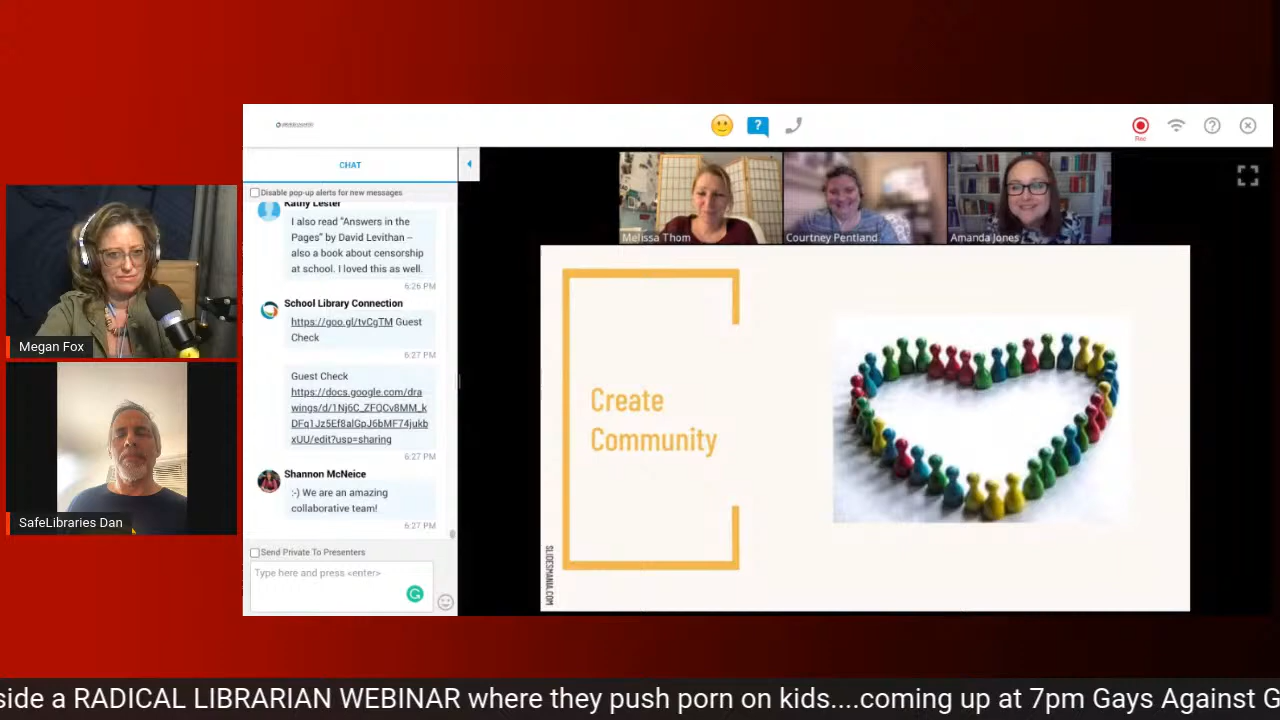 Megan Fox
SafeLibraries Dan
CHAT
Disable pop-up alerts for new messages
Kathy Lester
I also read "Answers in the
Pages" by David Levithan --
also a book about censorship
at school. I loved this as well.
6:26 PM
School Library Connection
https://goo.gl/tvCgTM Guest
Check
6:27 PM
Guest Check
https://docs.google.com/dra
wings/d/1Nj6C_ZFOCv8MM_k
DFq1Jz5Ef8alGpJ6bMF74jukb
xUU/edit?usp=sharing
6:27 PM
Shannon McNeice
:-) We are an amazing
collaborative team!
6:27 PM
Send Private To Presenters
Type here and press <enter>
?
Rec
Melissa Thom
Courtney Pentland
Amanda Jones
Create
Community
SLIDESMANIA.COM
side a RADICAL LIBRARIAN WEBINAR where they push porn on kids....coming up at 7pm Gays Against G